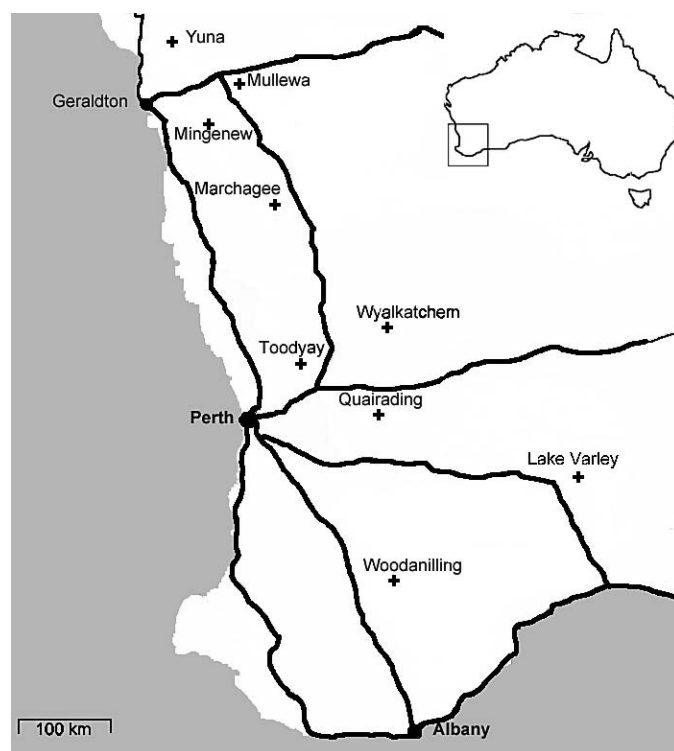 Yuna
Mullewa
Geraldton
Mingenew
Marchagee
Wyalkatchem
Toodyay
Quairading
Perth
Lake Varley
Woodanilling
100 km
Albany